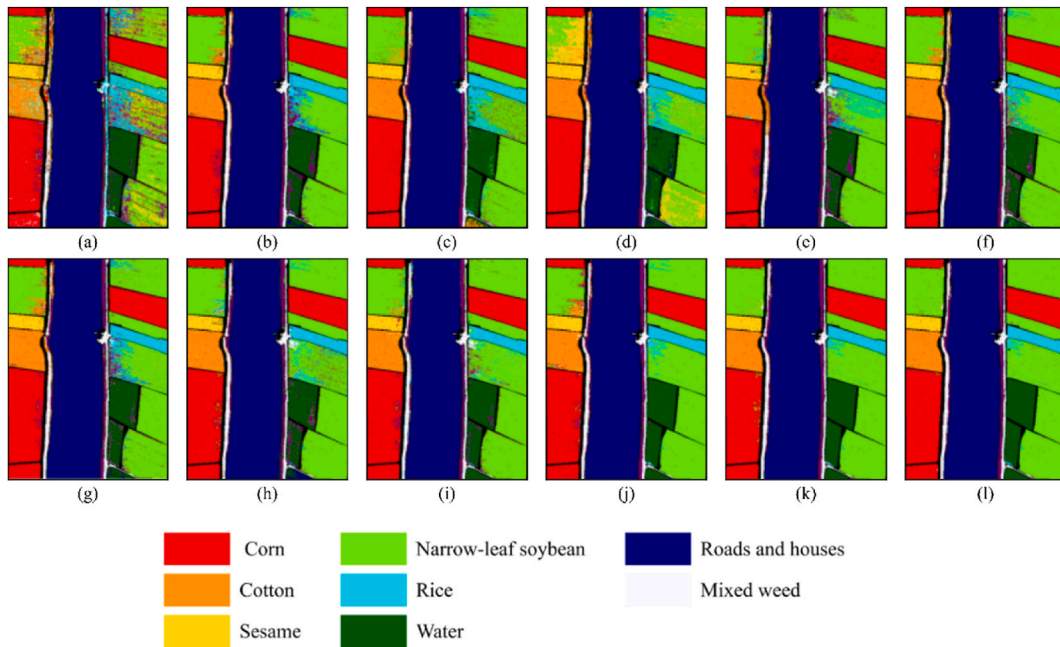 (a) (b) (c) (d) (e) (f)
(g) (h) (i) (j) (k) (l)
Corn Narrow-leaf soybean Roads and houses
Cotton Rice Mixed weed
Sesame Water